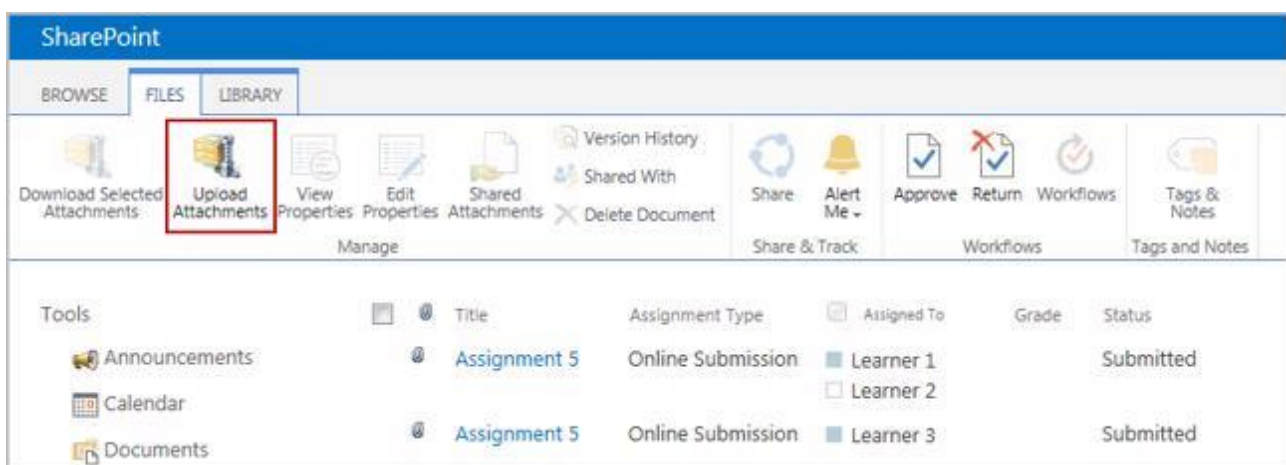 SharePoint
BROWSE FILES LIBRARY
Download Selected
Attachments
Upload
Attachments
View
Properties
Edit
Properties
Shared
Attachments
Version History
Shared With
Delete Document
Manage
Share
Alert
Me
Share & Track
Approve
Return
Workflows
Workflows
Tags &
Notes
Tags and Notes
Tools
Announcements
Calendar
Documents
Title Assignment Type Assigned To Grade Status
Assignment 5 Online Submission Learner 1 Submitted
Learner 2
Assignment 5 Online Submission Learner 3 Submitted